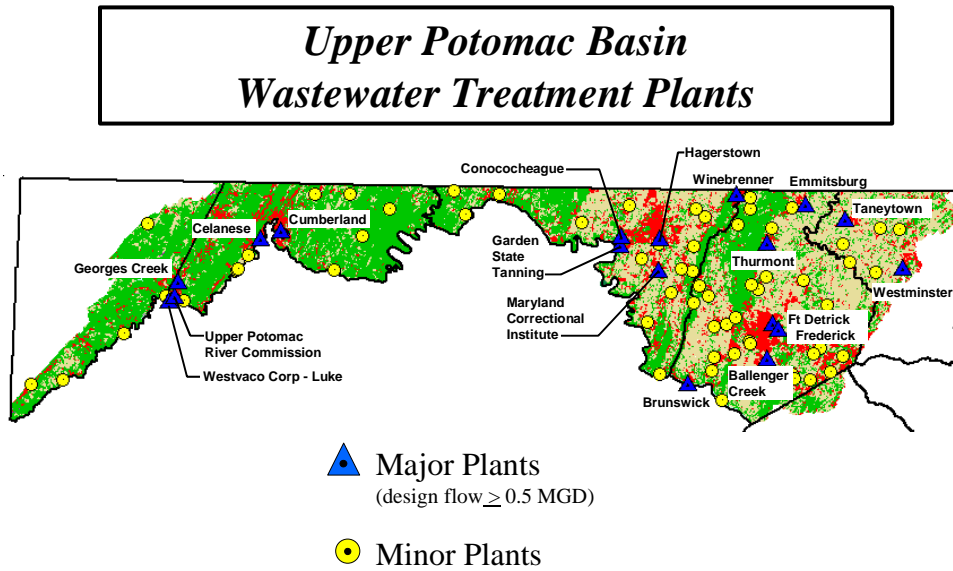 Upper Potomac Basin
Wastewater Treatment Plants
Hagerstown
Conococheague
Winebrenner
Emmitsburg
Taneytown
Cumberland
Celanese
Garden
State
Tanning
Thurmont
Georges Creek
Westminster
Maryland
Correctional
Institute
Ft Detrick
Frederick
Upper Potomac
River Commission
Westvaco Corp - Luke
Ballenger
Creek
Brunswick
Major Plants
(design flow > 0.5 MGD)
Minor Plants